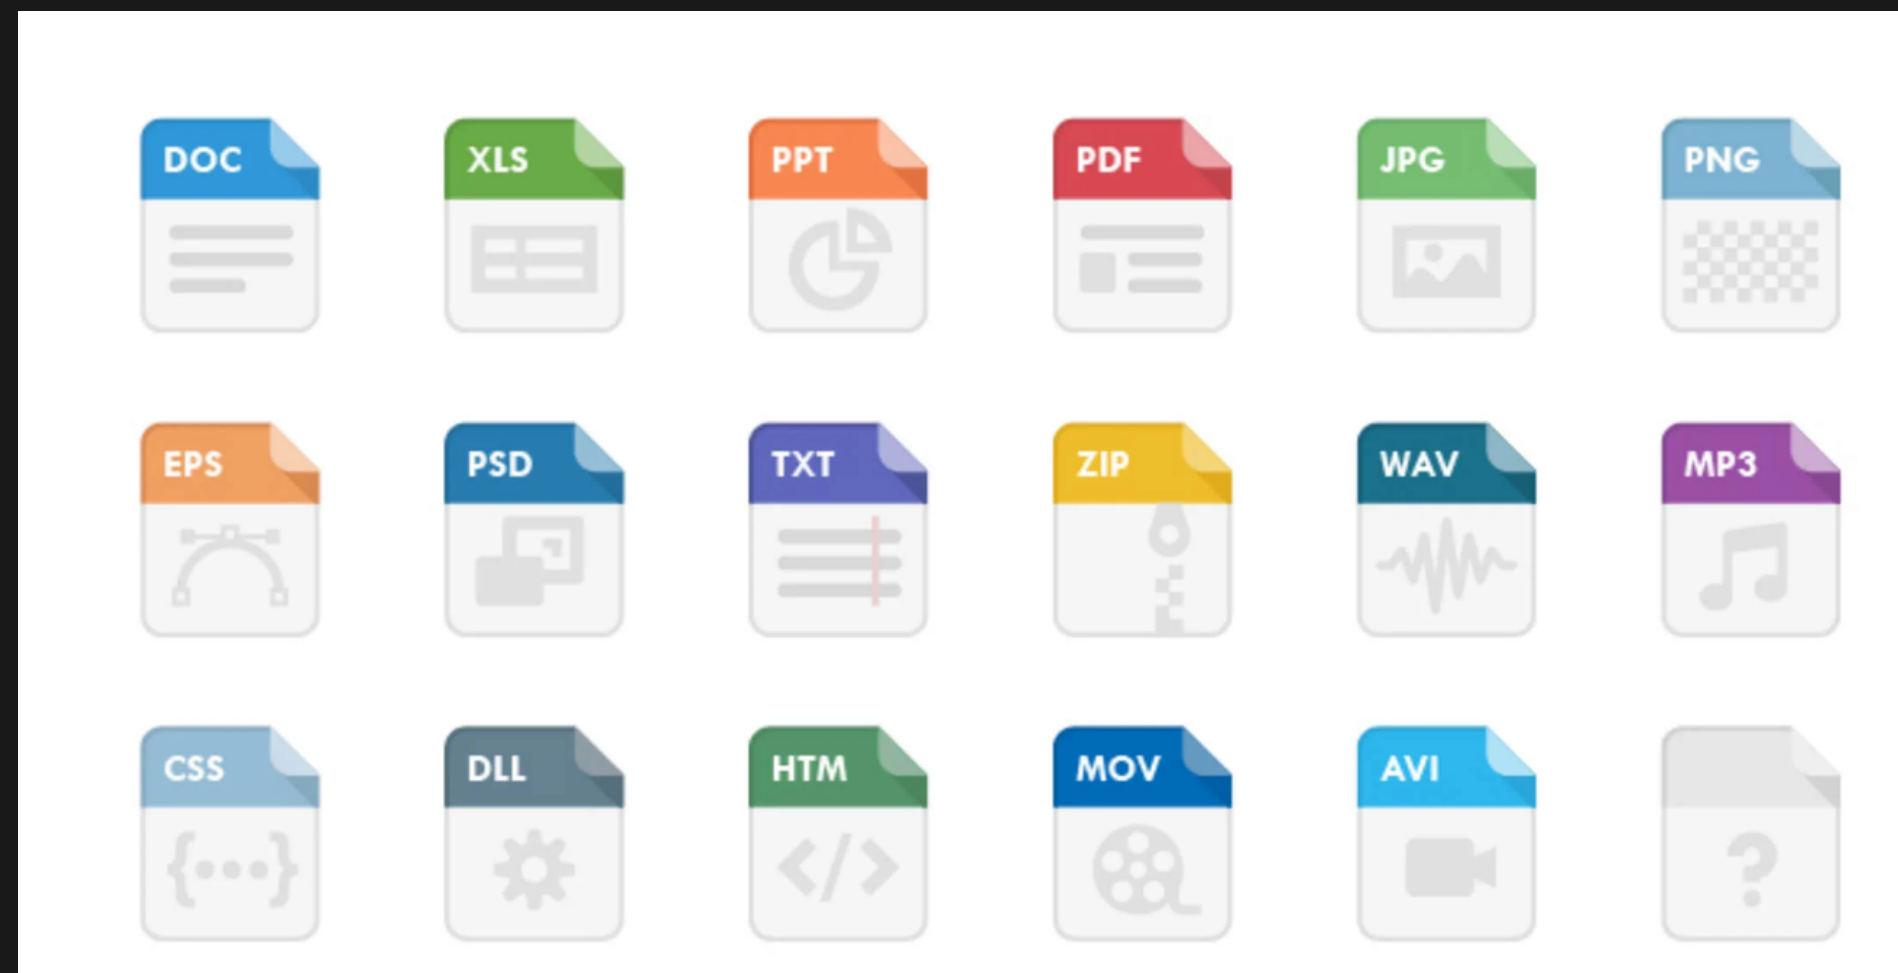 DOC XLS PPT PDF JPG PNG
EPS PSD TXT ZIP WAV MP3
CSS DLL HTM MOV AVI
?